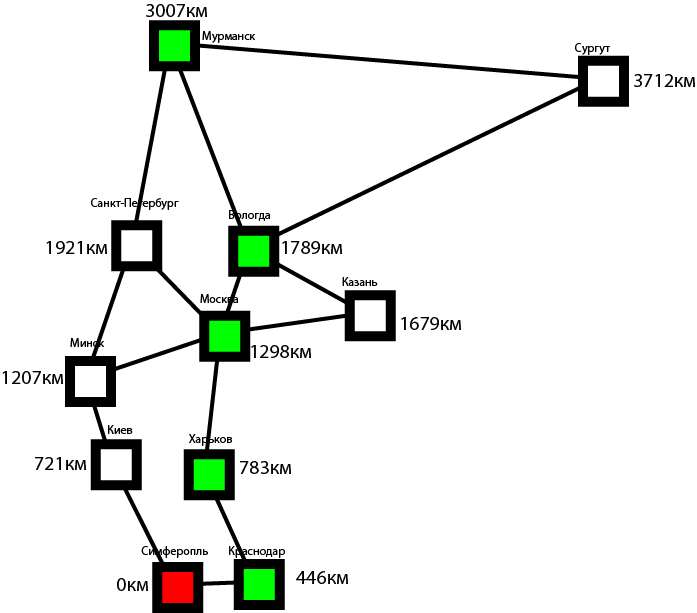 3007км
Мурманск
Сургут
3712км
Санкт-Петербург
1921км
Вологда
1789км
Казань
1679км
Москва
1298км
Минск
1207км
Киев
721км
Харьков
783км
Симферопль
0км
Краснодар
446км